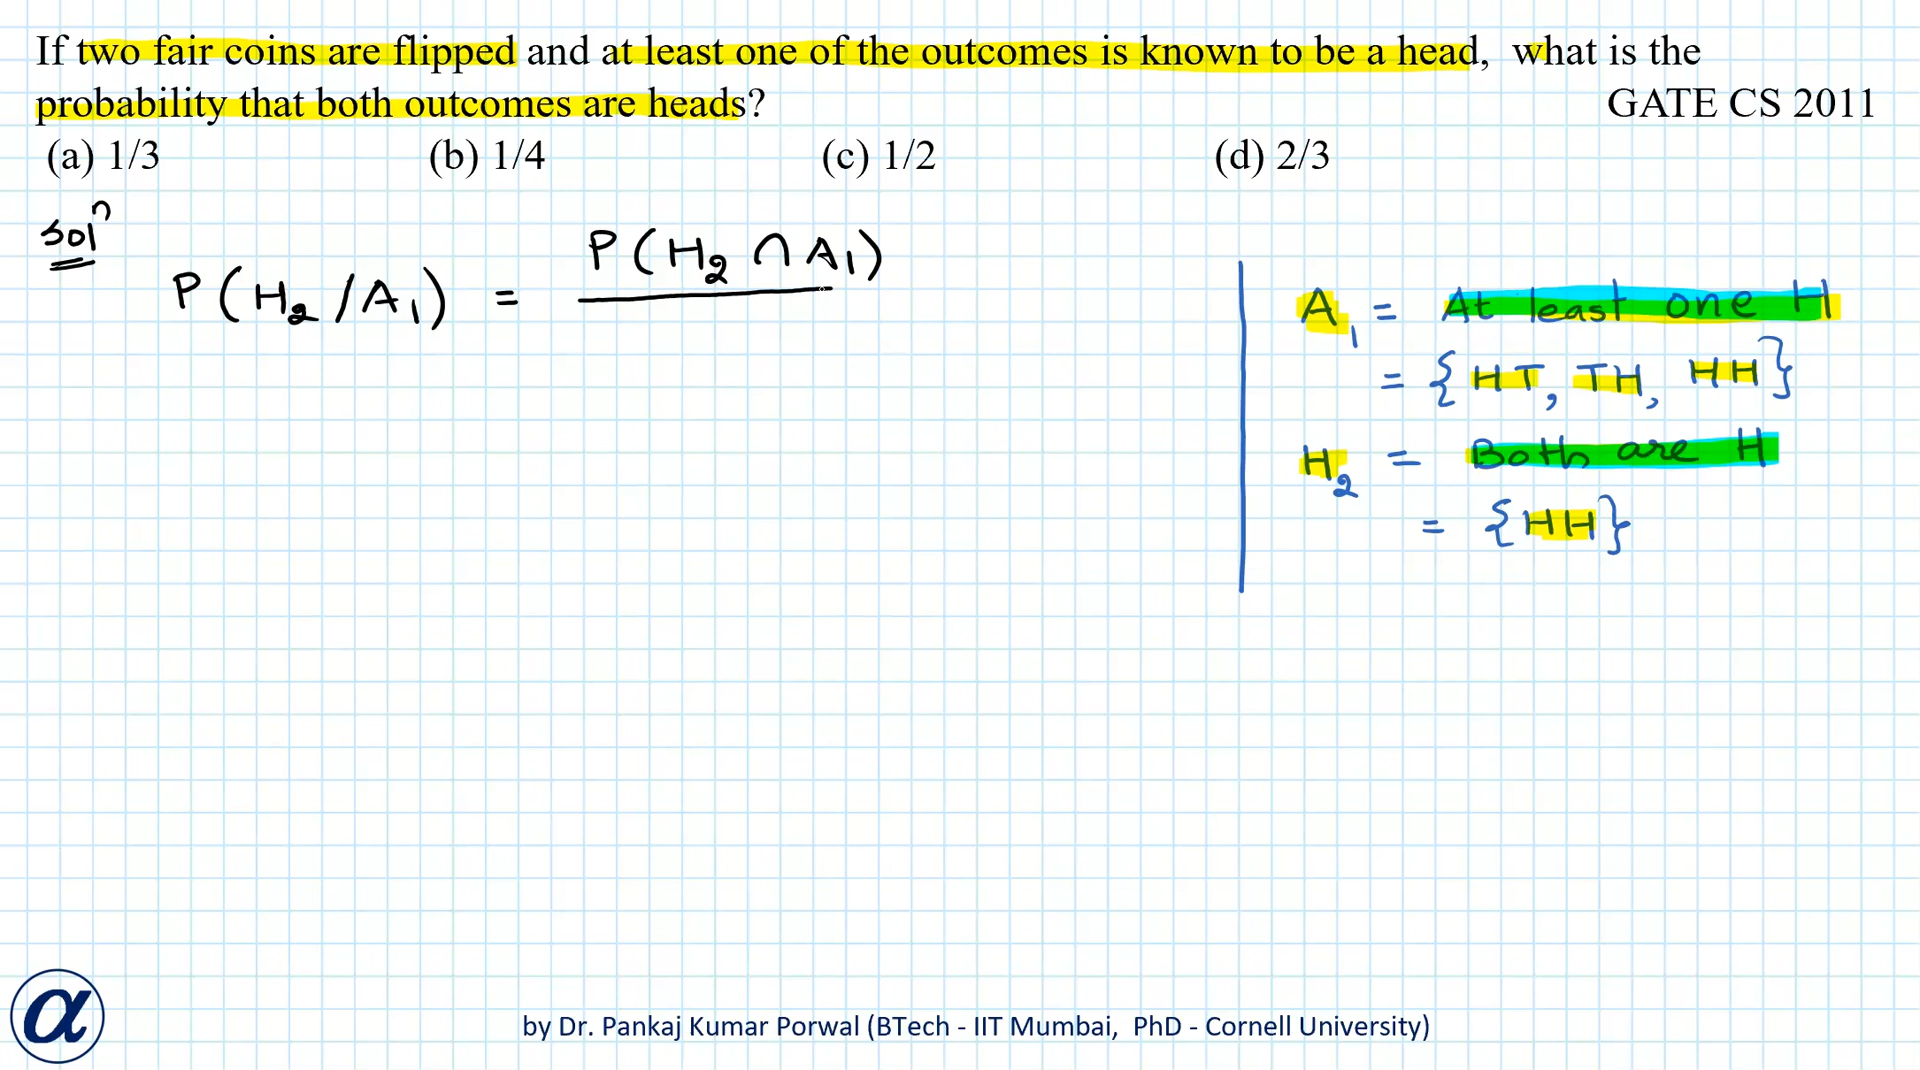 If two fair coins are flipped and at least one of the outcomes is known to be a head, what is the
probability that both outcomes are heads? GATE CS 2011
(a) 1/3 (b) 1/4 (c) 1/2 (d) 2/3
Solⁿ
P(H₂/A₁) = P(H₂ ∩ A₁)
A₁ = At least one H
= {HT, TH, HH}
H₂ = Both are H
= {HH}
α
by Dr. Pankaj Kumar Porwal (BTech - IIT Mumbai, PhD - Cornell University)